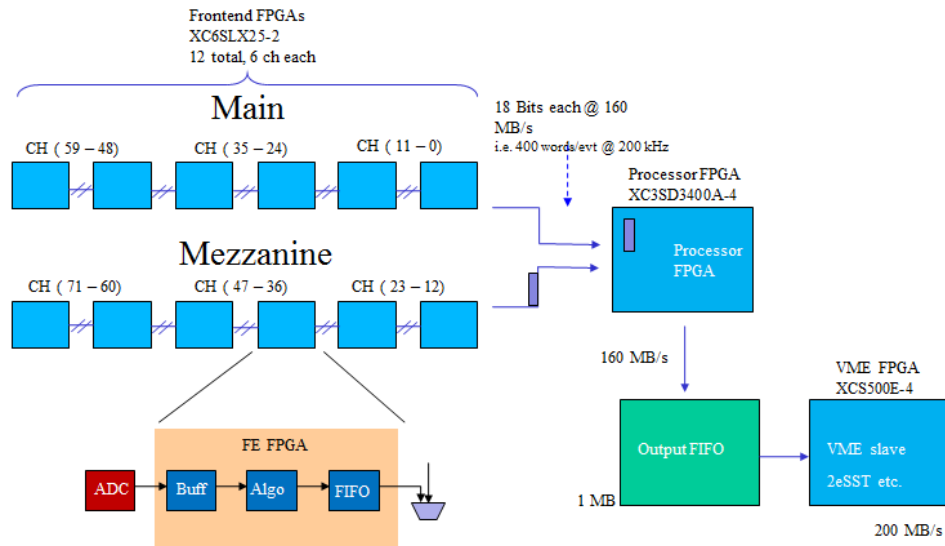 Frontend FPGAs
XC6SLX25-2
12 total, 6 ch each
Main
18 Bits each @ 160
MB/s
i.e. 400 words/evt @ 200 kHz
CH ( 59 – 48)
CH ( 35 – 24)
CH ( 11 – 0)
Processor FPGA
XC3SD3400A-4
Processor
FPGA
Mezzanine
CH ( 71 – 60)
CH ( 47 – 36)
CH ( 23 – 12)
160 MB/s
VME FPGA
XCS500E-4
FE FPGA
ADC
Buff
Algo
FIFO
Output FIFO
1 MB
VME slave
2eSST etc.
200 MB/s